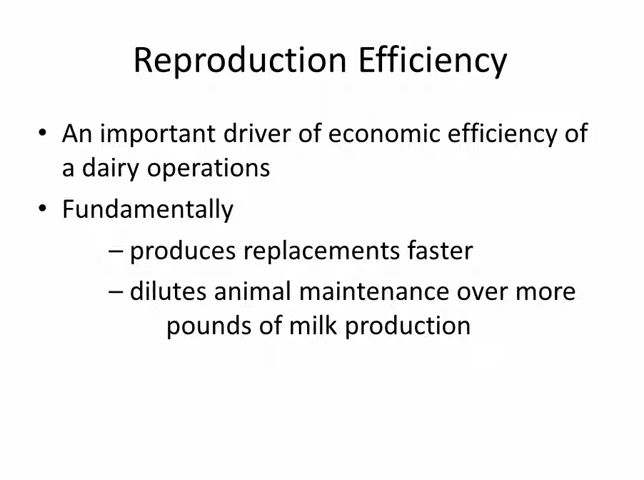 Reproduction Efficiency
• An important driver of economic efficiency of
a dairy operations
• Fundamentally
– produces replacements faster
– dilutes animal maintenance over more
pounds of milk production